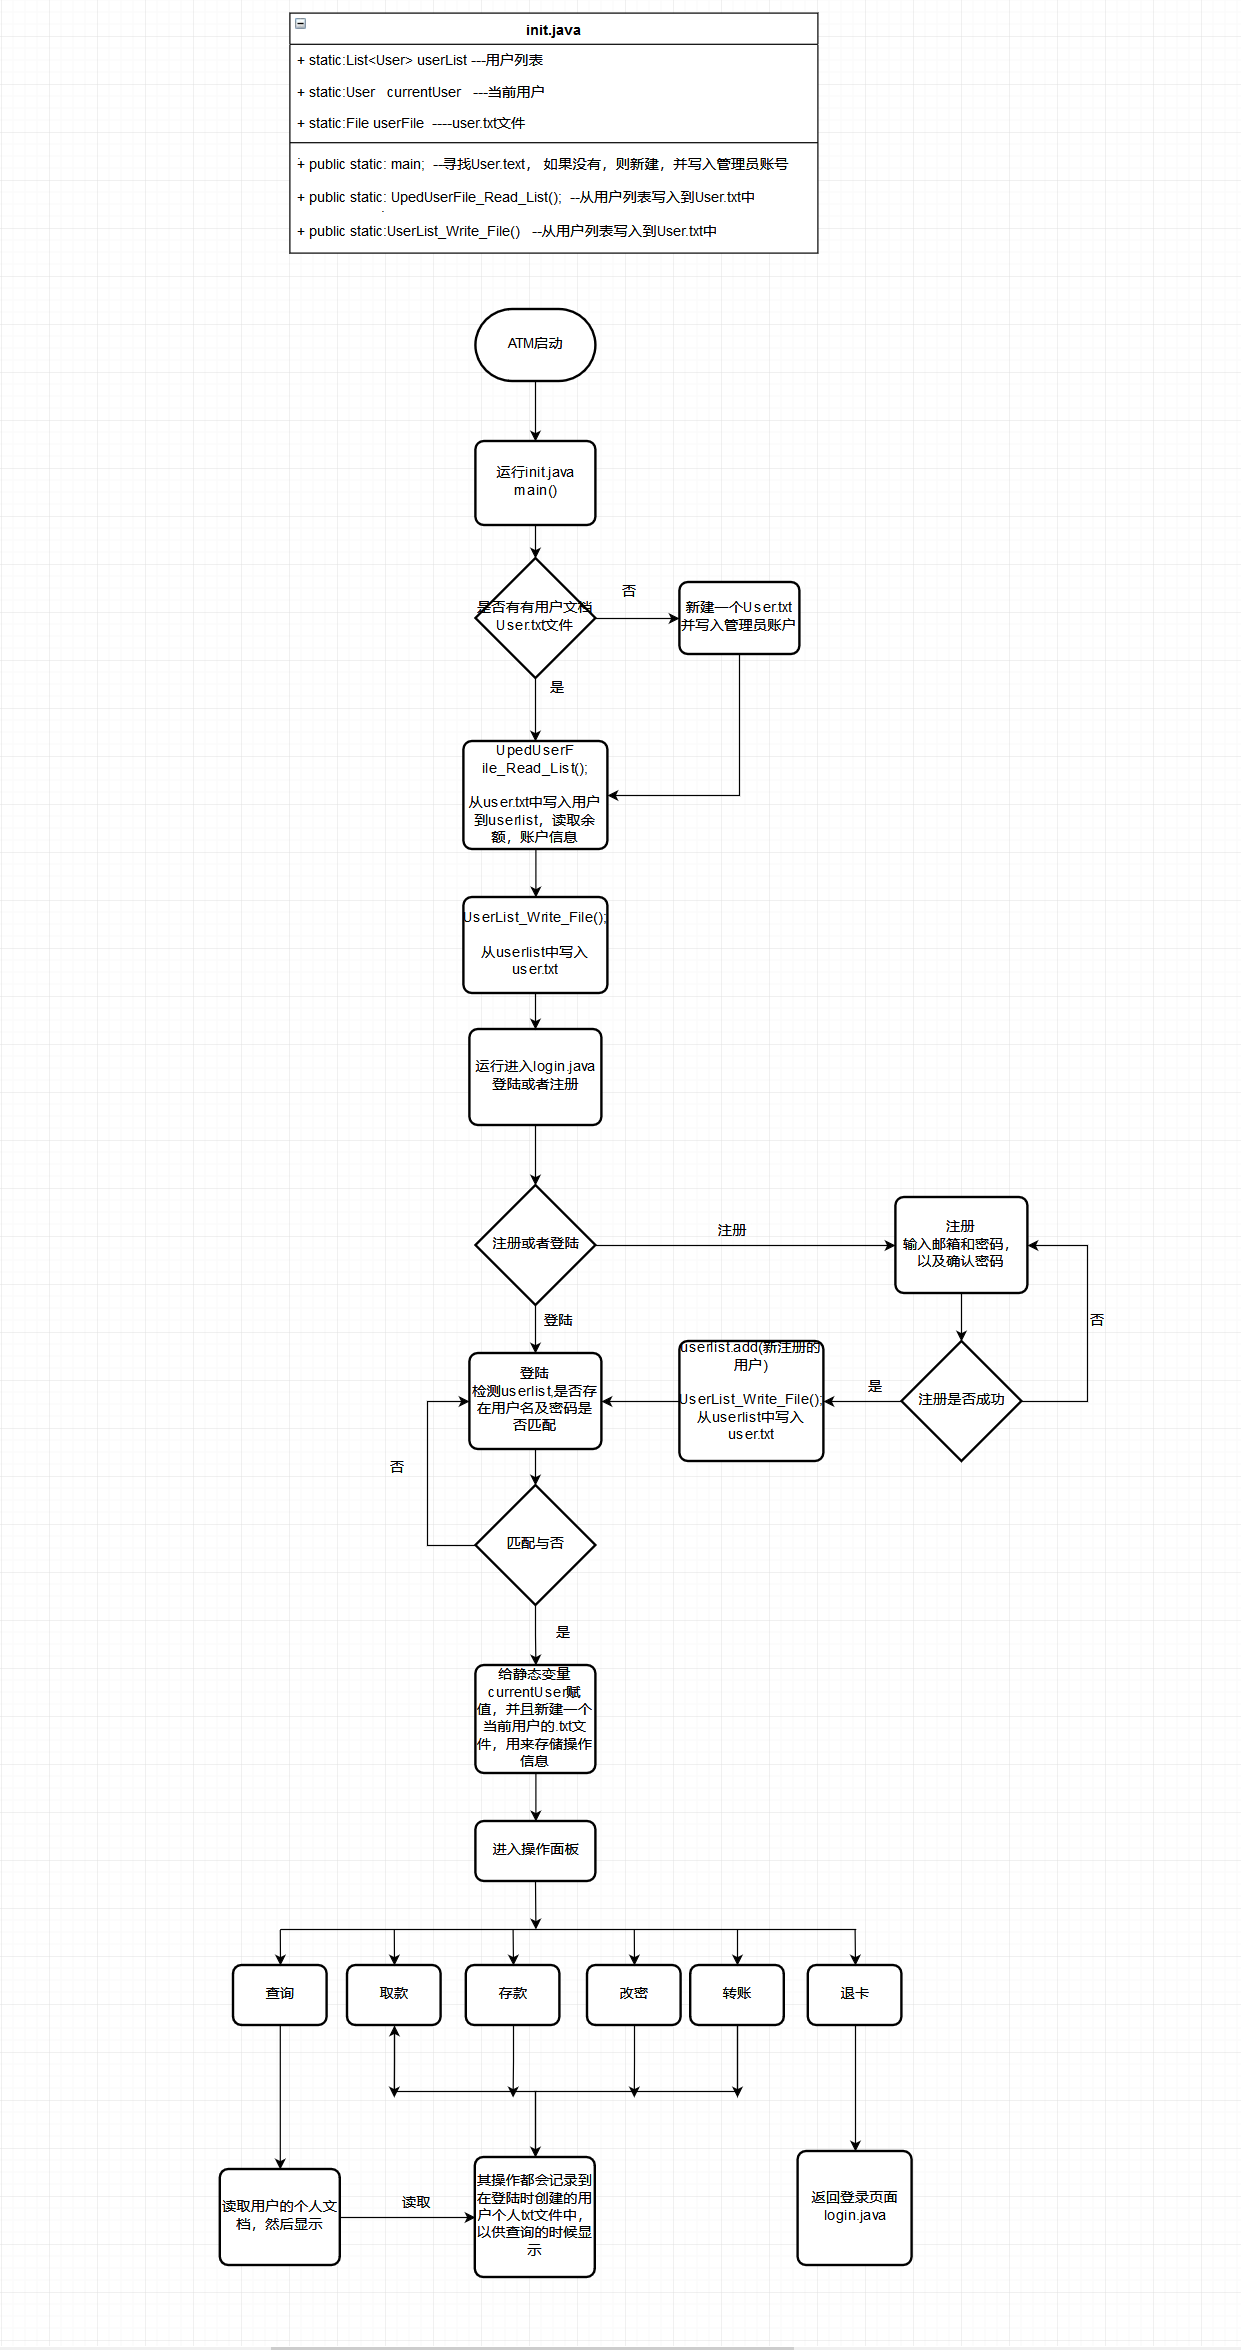 init.java
+ static:List<User> userList ---用户列表
+ static:User   currentUser   ---当前用户
+ static:File userFile  ----user.txt文件
+ public static: main;  --寻找User.text， 如果没有，则新建，并写入管理员账号
+ public static: UpedUserFile_Read_List();  --从用户列表写入到User.txt中
+ public static:UserList_Write_File()   --从用户列表写入到User.txt中
ATM启动
运行init.java
main()
是否有有用户文档
User.txt文件
否
新建一个User.txt
并写入管理员账户
是
UpedUserF
ile_Read_List();
从user.txt中写入用户
到userlist，读取余
额，账户信息
UserList_Write_File();
从userlist中写入
user.txt
运行进入login.java
登陆或者注册
注册或者登陆
注册
注册
输入邮箱和密码，
以及确认密码
登陆
否
登陆
检测userlist,是否存
在用户名及密码是
否匹配
userlist.add(新注册的
用户)
UserList_Write_File();
从userlist中写入
user.txt
是
注册是否成功
否
匹配与否
是
给静态变量
currentUser赋
值，并且新建一个
当前用户的.txt文
件，用来存储操作
信息
进入操作面板
查询
取款
存款
改密
转账
退卡
读取用户的个人文
档，然后显示
读取
其操作都会记录到
在登陆时创建的用
户个人txt文件中，
以供查询的时候显
示
返回登录页面
login.java